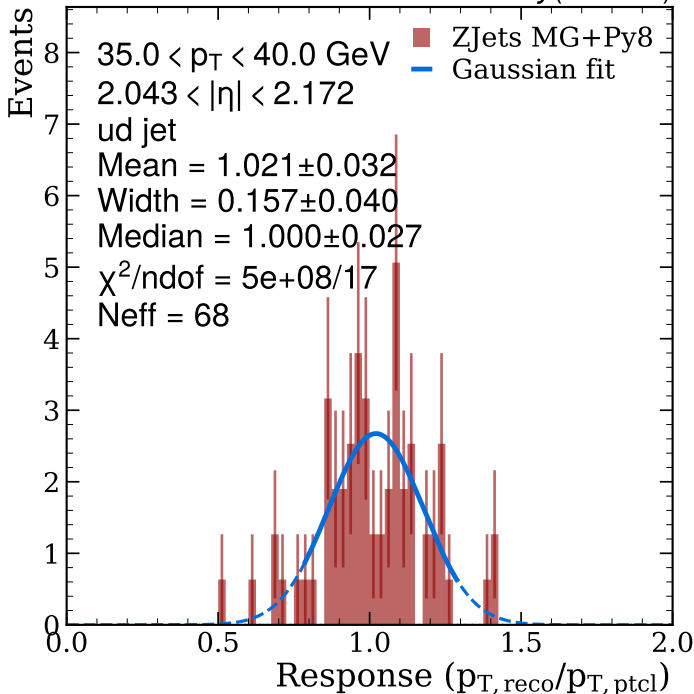 Events
ZJets MG+Py8
Gaussian fit
35.0 < pT < 40.0 GeV
2.043 < |η| < 2.172
ud jet
Mean = 1.021±0.032
Width = 0.157±0.040
Median = 1.000±0.027
χ²/ndof = 5e+08/17
Neff = 68
8
7
6
5
4
3
2
1
0
0.0 0.5 1.0 1.5 2.0
Response (pT, reco/pT, ptcl)